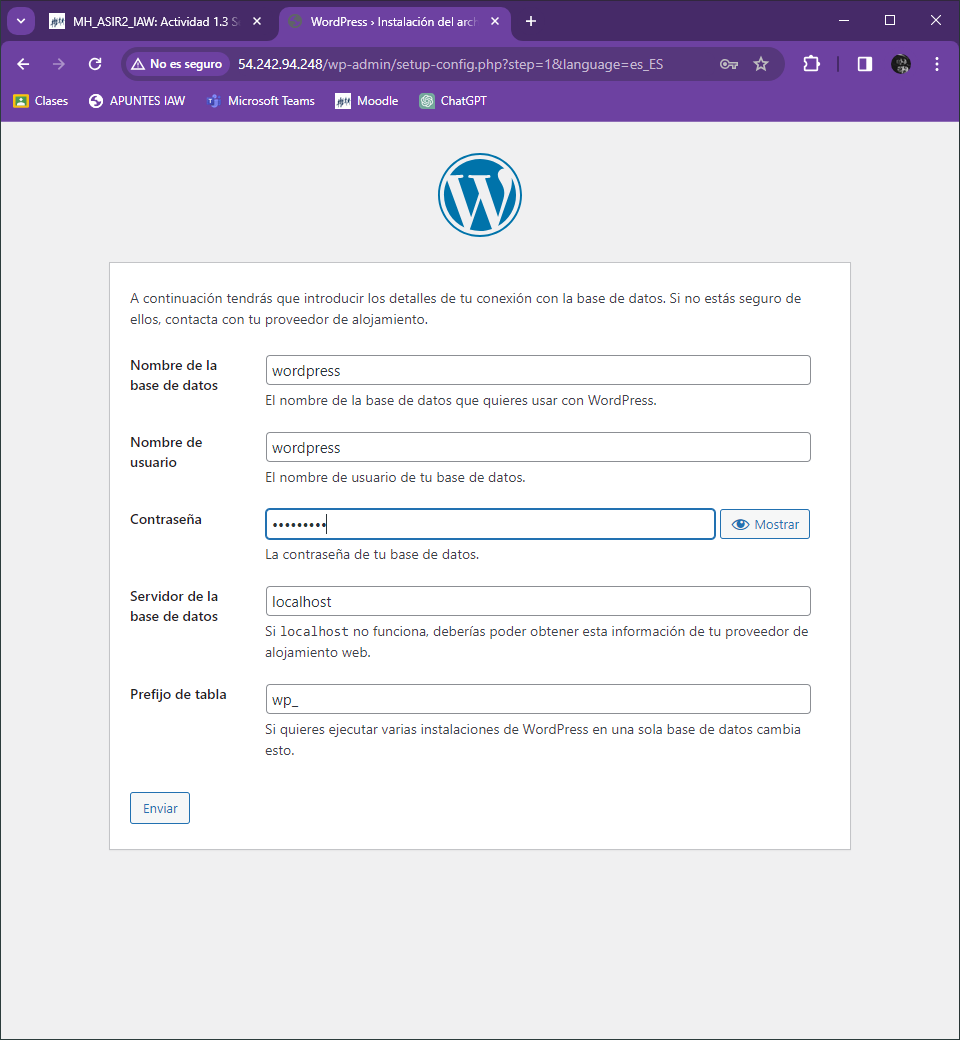 MH_ASIR2_IAW: Actividad 1.3 S
WordPress › Instalación del arch
No es seguro
54.242.94.248/wp-admin/setup-config.php?step=1&language=es_ES
Clases
APUNTES IAW
Microsoft Teams
Moodle
ChatGPT
A continuación tendrás que introducir los detalles de tu conexión con la base de datos. Si no estás seguro de
ellos, contacta con tu proveedor de alojamiento.
Nombre de la
base de datos
wordpress
El nombre de la base de datos que quieres usar con WordPress.
Nombre de
usuario
wordpress
El nombre de usuario de tu base de datos.
Contraseña
•••••••••
Mostrar
La contraseña de tu base de datos.
Servidor de la
base de datos
localhost
Si localhost no funciona, deberías poder obtener esta información de tu proveedor de
alojamiento web.
Prefijo de tabla
wp_
Si quieres ejecutar varias instalaciones de WordPress en una sola base de datos cambia
esto.
Enviar